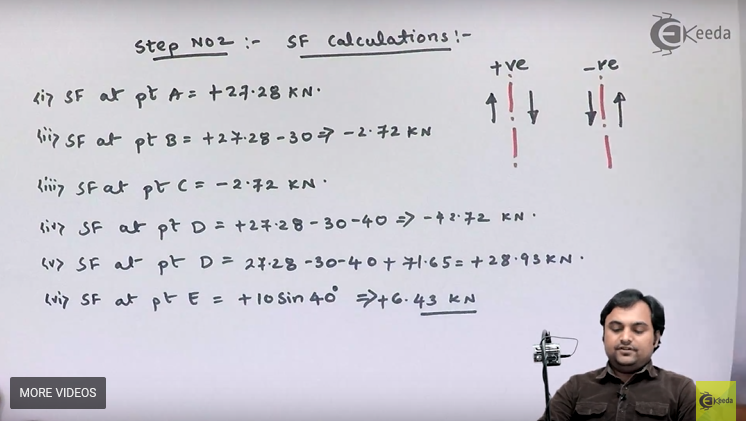 Step NO2 :- SF Calculations :-
EKeeda
+ve -ve
(i) SF at pt A = +27.28 KN.
(ii) SF at pt B = +27.28 -30 => -2.72 KN
(iii) SF at pt C = -2.72 KN.
(iv) SF at pt D = +27.28 -30 -40 => -42.72 KN.
(v) SF at pt D = 27.28 -30 -40 + 71.65 = +28.93 KN.
(vi) SF at pt E = +10 Sin 40° => +6.43 KN
MORE VIDEOS
EKeeda